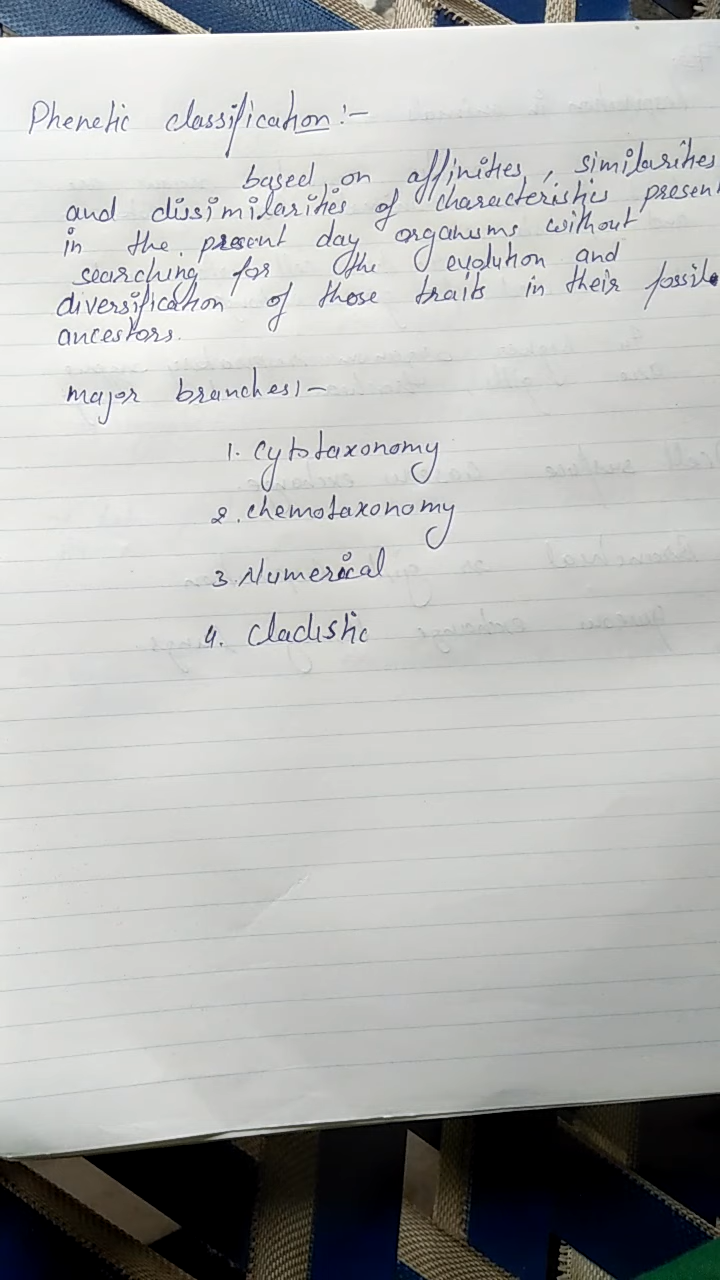 Phenetic classification :-
based on affinities, similarities
and dissimilarities of characteristics present
in the present day organisms without
searching for the evolution and
diversification of those traits in their fossile
ancestors.
Major branches :-
1. Cytotaxonomy
2. chemotaxonomy
3. Numerical
4. Cladistic